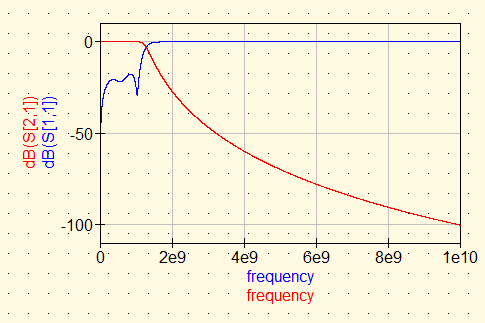 dB(S[2,1])
dB(S[1,1])
0
-50
-100
0 2e9 4e9 6e9 8e9 1e10
frequency
frequency